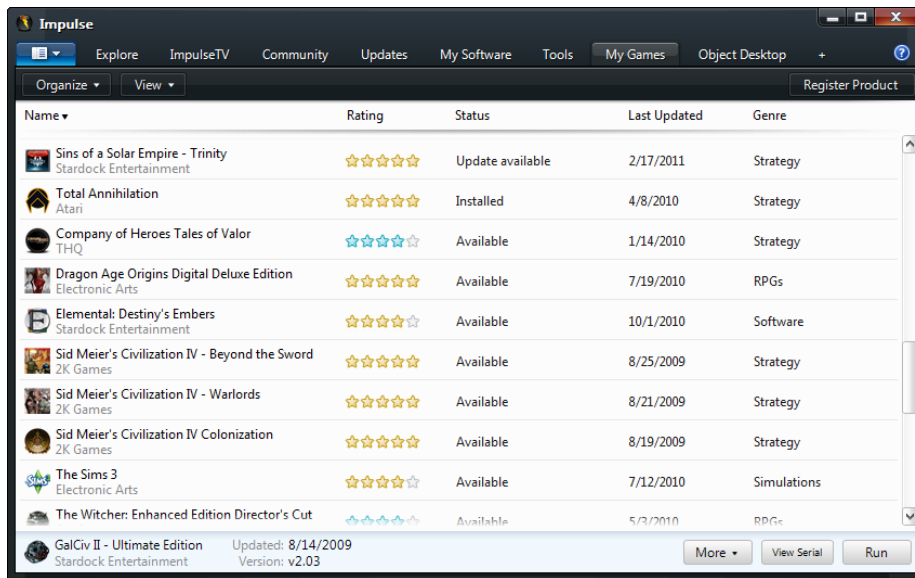 Impulse
Explore ImpulseTV Community Updates My Software Tools My Games Object Desktop + ?
Organize View Register Product
Name Rating Status Last Updated Genre
Sins of a Solar Empire - Trinity
Stardock Entertainment
Update available 2/17/2011 Strategy
Total Annihilation
Atari
Installed 4/8/2010 Strategy
Company of Heroes Tales of Valor
THQ
Available 1/14/2010 Strategy
Dragon Age Origins Digital Deluxe Edition
Electronic Arts
Available 7/19/2010 RPGs
Elemental: Destiny's Embers
Stardock Entertainment
Available 10/1/2010 Software
Sid Meier's Civilization IV - Beyond the Sword
2K Games
Available 8/25/2009 Strategy
Sid Meier's Civilization IV - Warlords
2K Games
Available 8/21/2009 Strategy
Sid Meier's Civilization IV Colonization
2K Games
Available 8/19/2009 Strategy
The Sims 3
Electronic Arts
Available 7/12/2010 Simulations
The Witcher: Enhanced Edition Director's Cut
Available 5/3/2010 RPGs
GalCiv II - Ultimate Edition Updated: 8/14/2009
Stardock Entertainment Version: v2.03
More View Serial Run